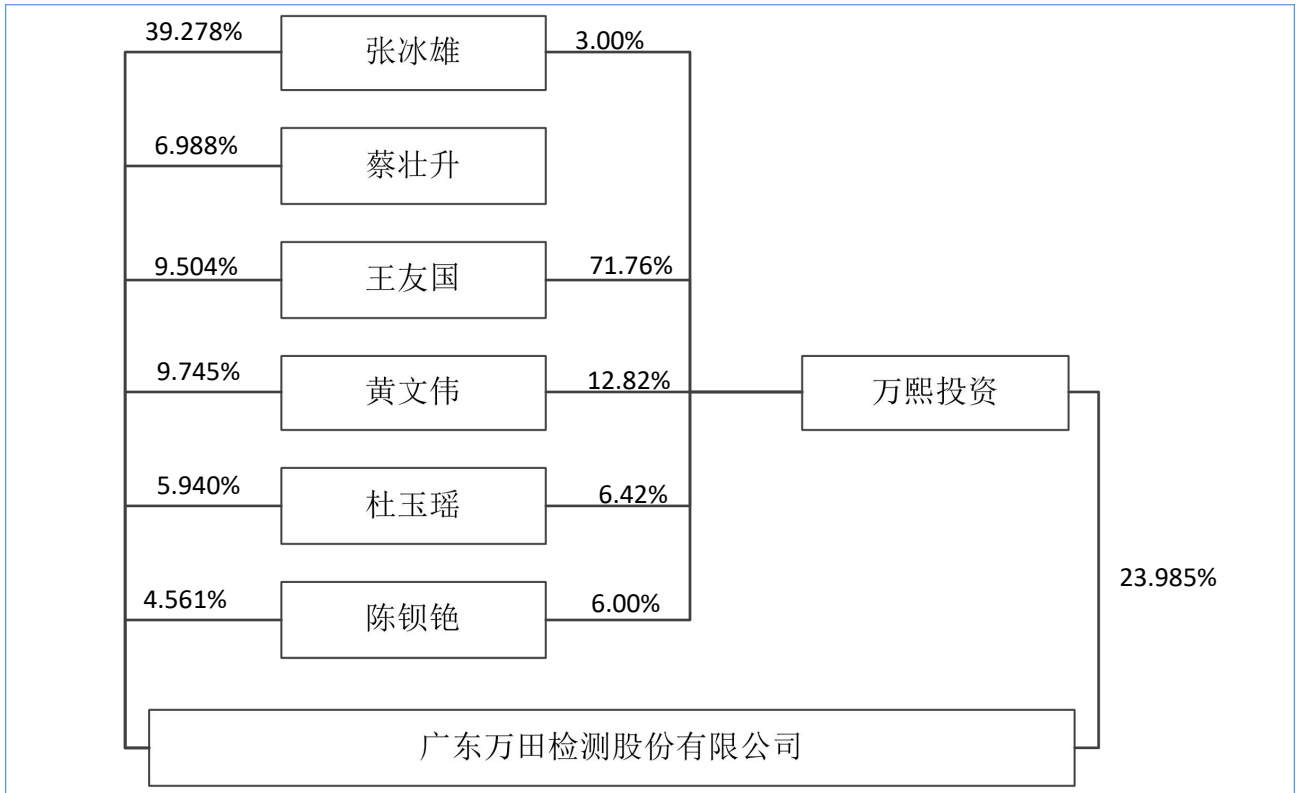 39.278%
张冰雄
3.00%
6.988%
蔡壮升
9.504%
王友国
71.76%
9.745%
黄文伟
12.82%
万熙投资
5.940%
杜玉瑶
6.42%
23.985%
4.561%
陈钡铯
6.00%
广东万田检测股份有限公司